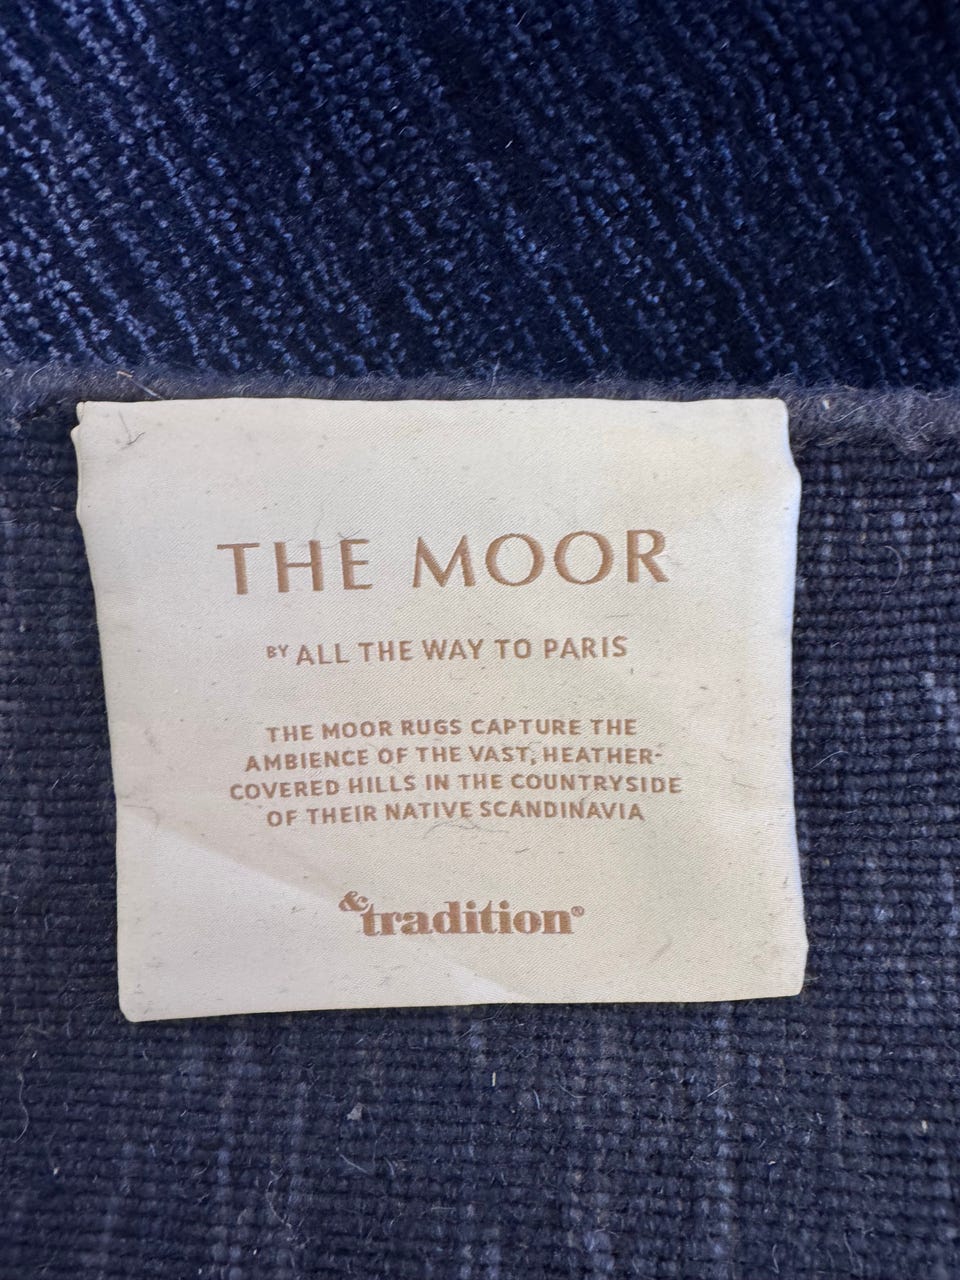 THE MOOR
BY ALL THE WAY TO PARIS
THE MOOR RUGS CAPTURE THE
AMBIENCE OF THE VAST, HEATHER-
COVERED HILLS IN THE COUNTRYSIDE
OF THEIR NATIVE SCANDINAVIA
&tradition®